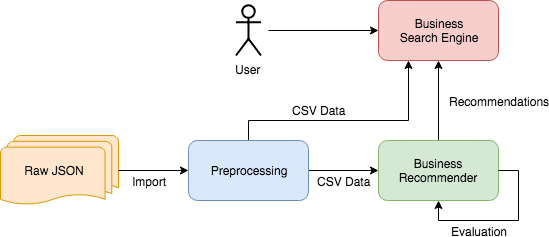 Business
Search Engine
User
CSV Data
Recommendations
Raw JSON
Import
Preprocessing
CSV Data
Business
Recommender
Evaluation